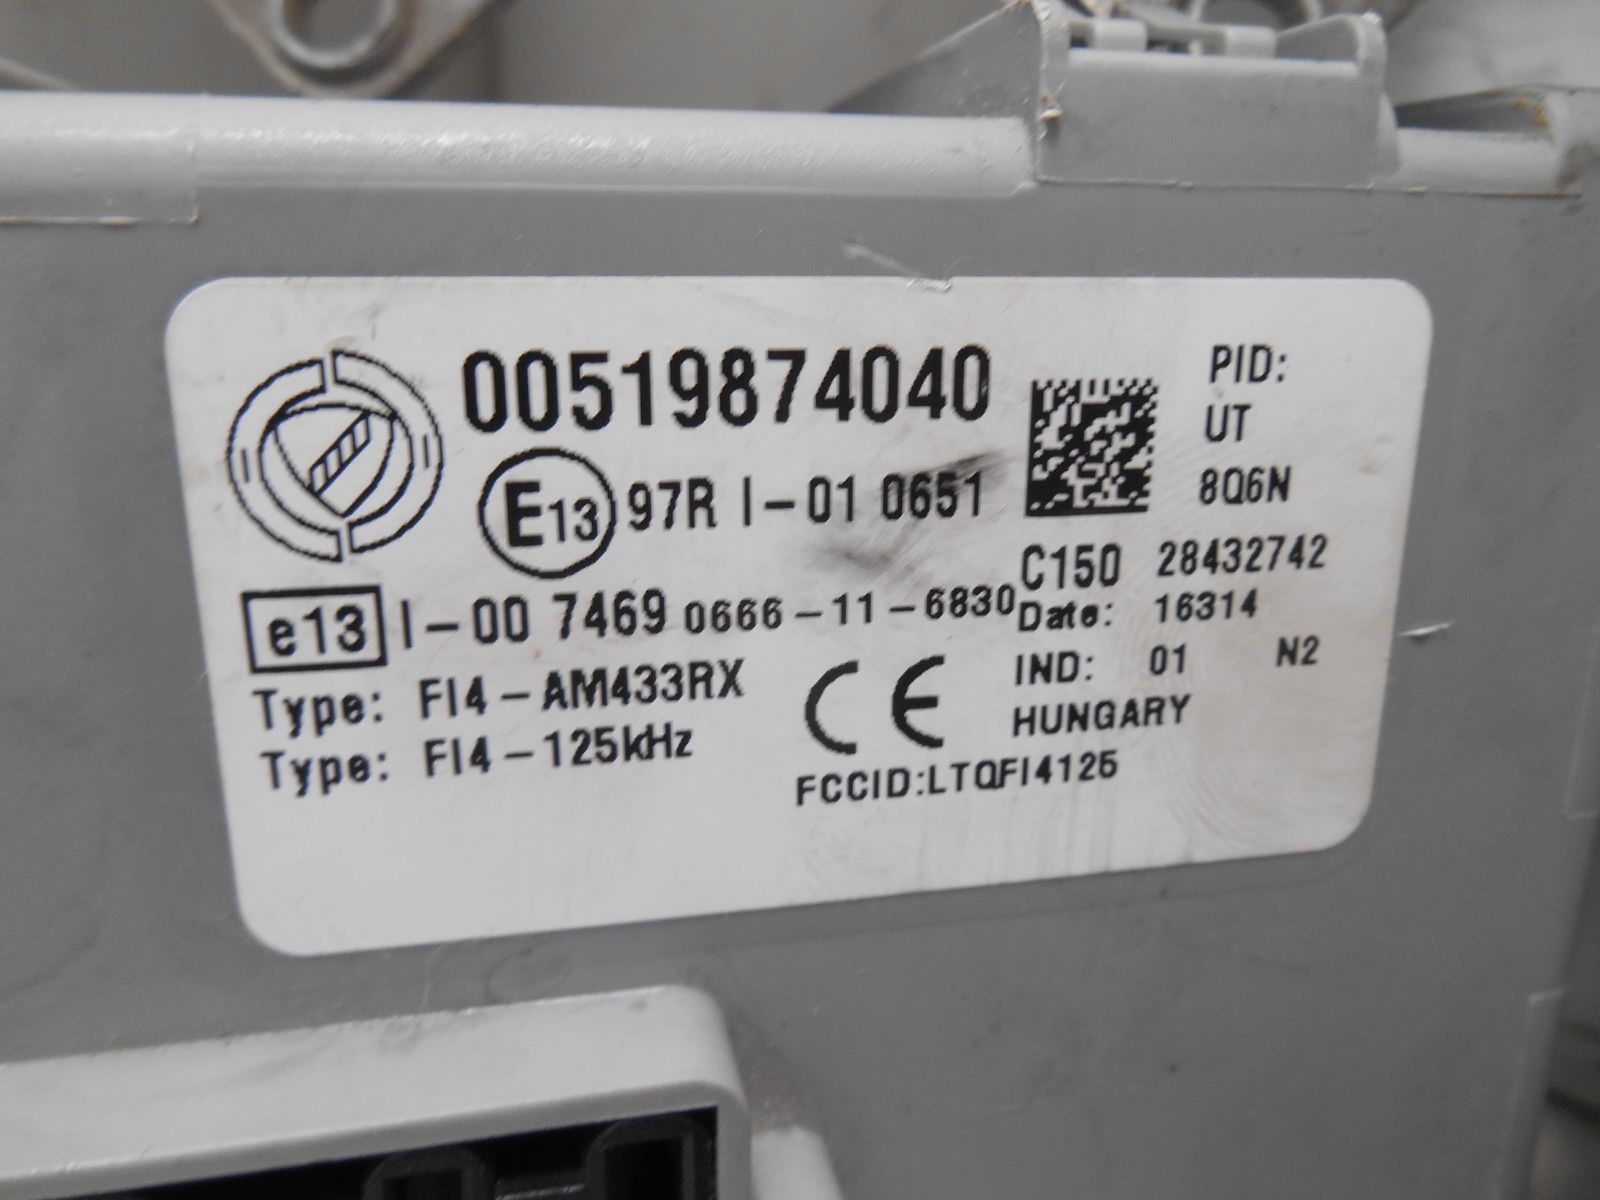 00519874040
PID:
UT
8Q6N
E13 97R I-01 0651
C150 28432742
e13 I-00 7469 0666-11-6830
Date: 16314
Type: FI4-AM433RX
IND: 01 N2
HUNGARY
Type: FI4-125kHz
CE
FCCID:LTQFI4125